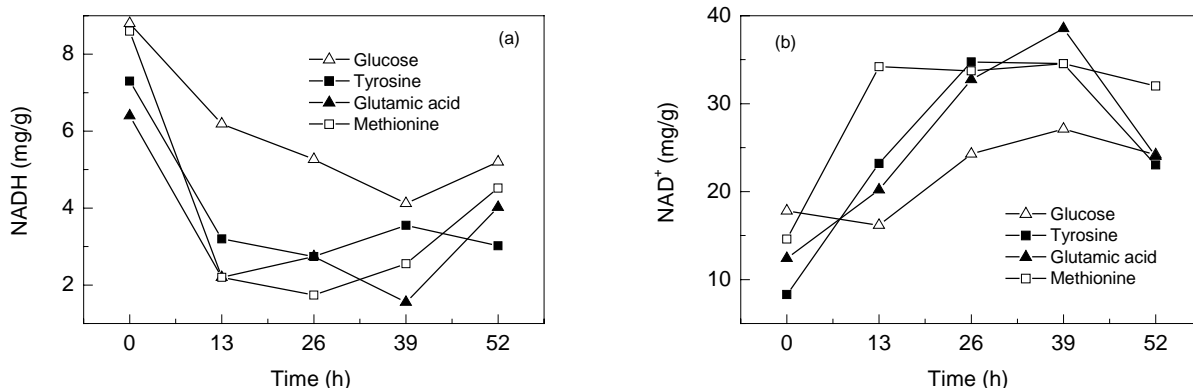 (a)
Glucose
Tyrosine
Glutamic acid
Methionine
NADH (mg/g)
8
6
4
2
0 13 26 39 52
Time (h)
(b)
NAD⁺ (mg/g)
40
30
20
10
Glucose
Tyrosine
Glutamic acid
Methionine
0 13 26 39 52
Time (h)